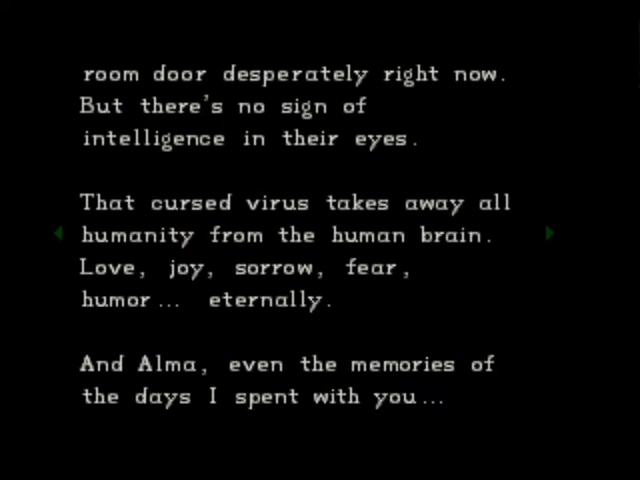 room door desperately right now.
But there's no sign of
intelligence in their eyes.
That cursed virus takes away all
humanity from the human brain.
Love, joy, sorrow, fear,
humor... eternally.
And Alma, even the memories of
the days I spent with you...